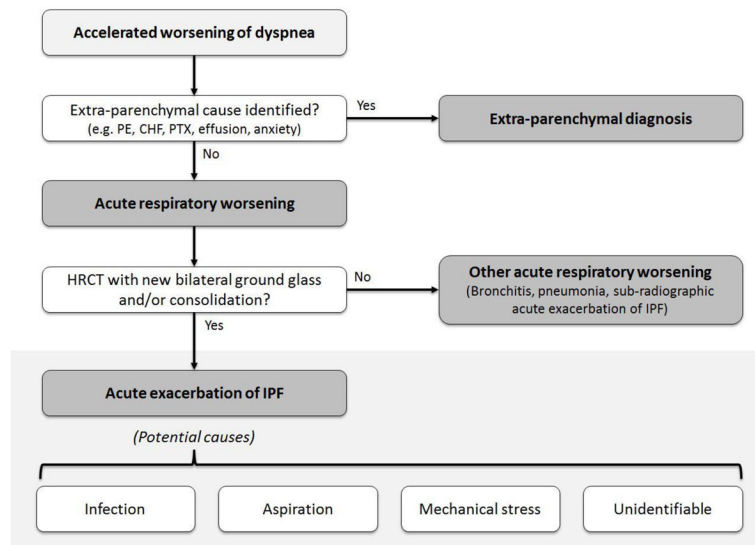 Accelerated worsening of dyspnea
Extra-parenchymal cause identified?
(e.g. PE, CHF, PTX, effusion, anxiety)
Yes
Extra-parenchymal diagnosis
No
Acute respiratory worsening
HRCT with new bilateral ground glass
and/or consolidation?
No
Other acute respiratory worsening
(Bronchitis, pneumonia, sub-radiographic
acute exacerbation of IPF)
Yes
Acute exacerbation of IPF
(Potential causes)
Infection
Aspiration
Mechanical stress
Unidentifiable